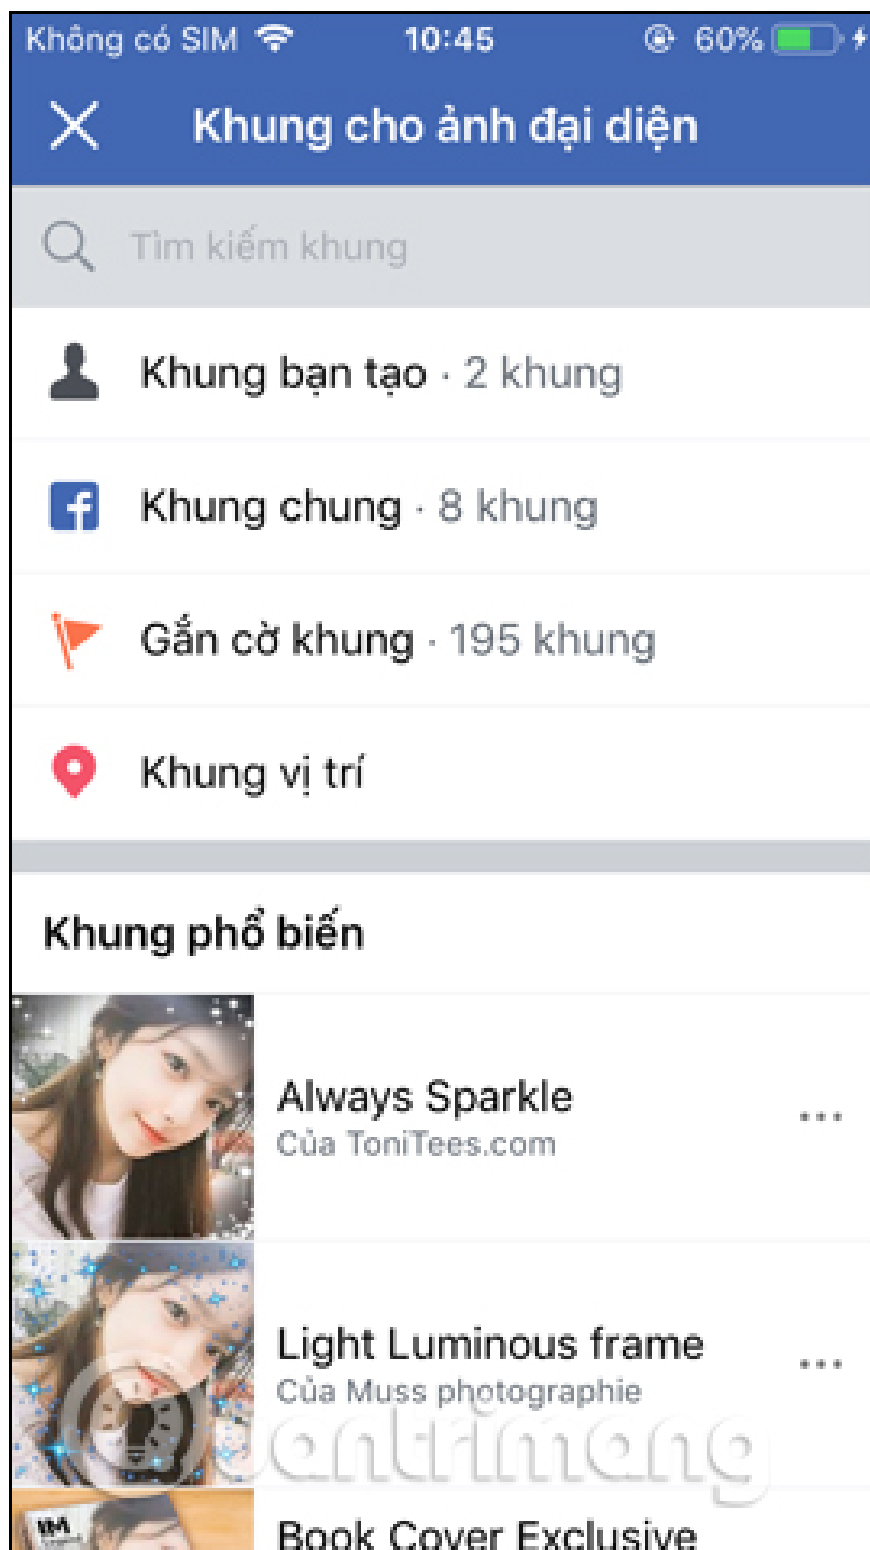 Không có SIM 10:45 60%
Khung cho ảnh đại diện
Tìm kiếm khung
Khung bạn tạo · 2 khung
Khung chung · 8 khung
Gắn cờ khung · 195 khung
Khung vị trí
Khung phổ biến
Always Sparkle
Của ToniTees.com
Light Luminous frame
Của Muss photographie
uantrimang
IM
Book Cover Exclusive